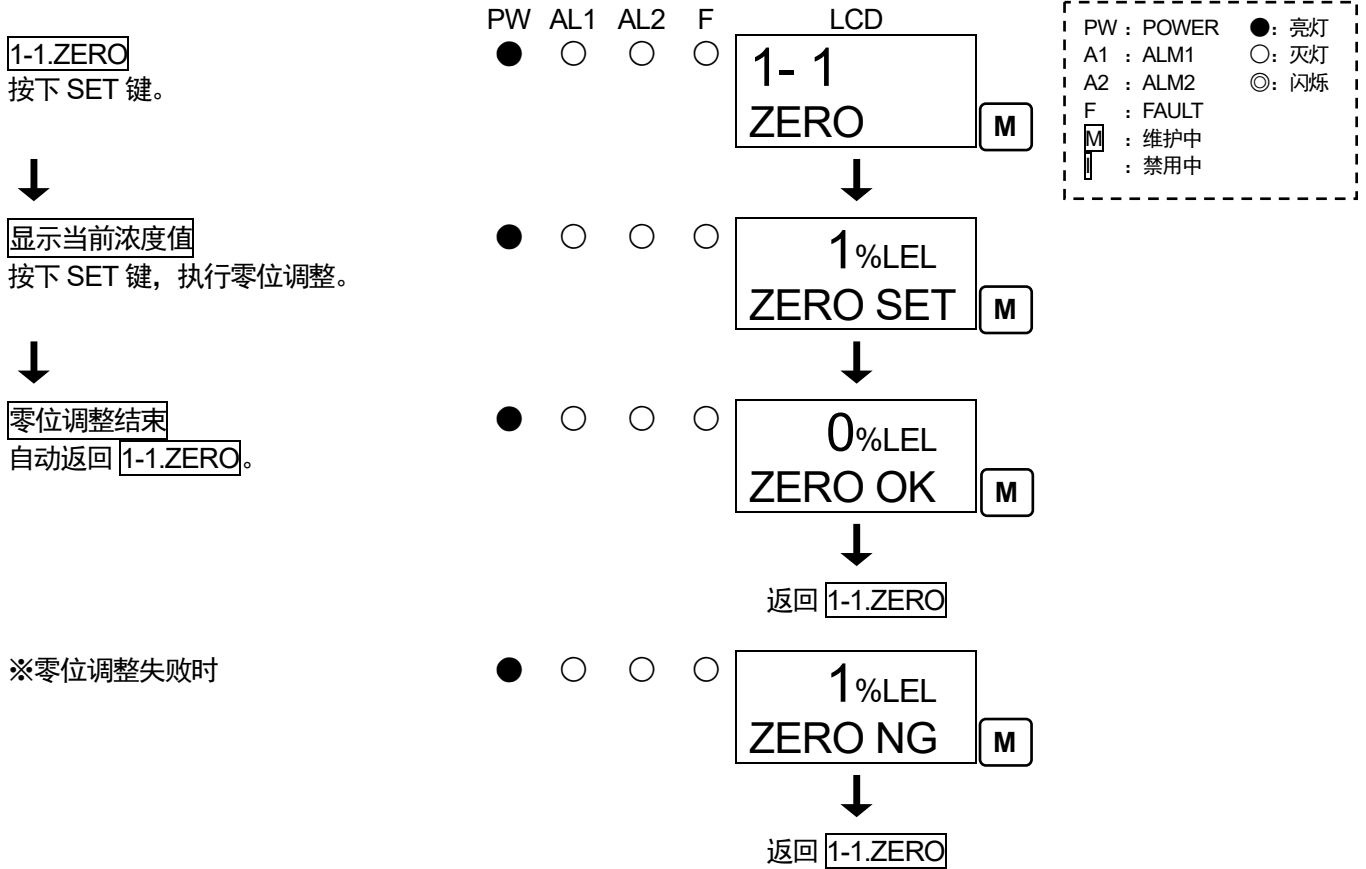 PW AL1 AL2 F LCD
1-1.ZERO
按下 SET 键。
● ○ ○ ○
1- 1
ZERO
M
PW : POWER ●: 亮灯
A1 : ALM1 ○: 灭灯
A2 : ALM2 ◎: 闪烁
F : FAULT
M : 维护中
I : 禁用中
↓ ↓
显示当前浓度值
按下 SET 键，执行零位调整。
● ○ ○ ○
1%LEL
ZERO SET
M
↓ ↓
零位调整结束
自动返回 1-1.ZERO。
● ○ ○ ○
0%LEL
ZERO OK
M
↓
返回 1-1.ZERO
※零位调整失败时
● ○ ○ ○
1%LEL
ZERO NG
M
↓
返回 1-1.ZERO